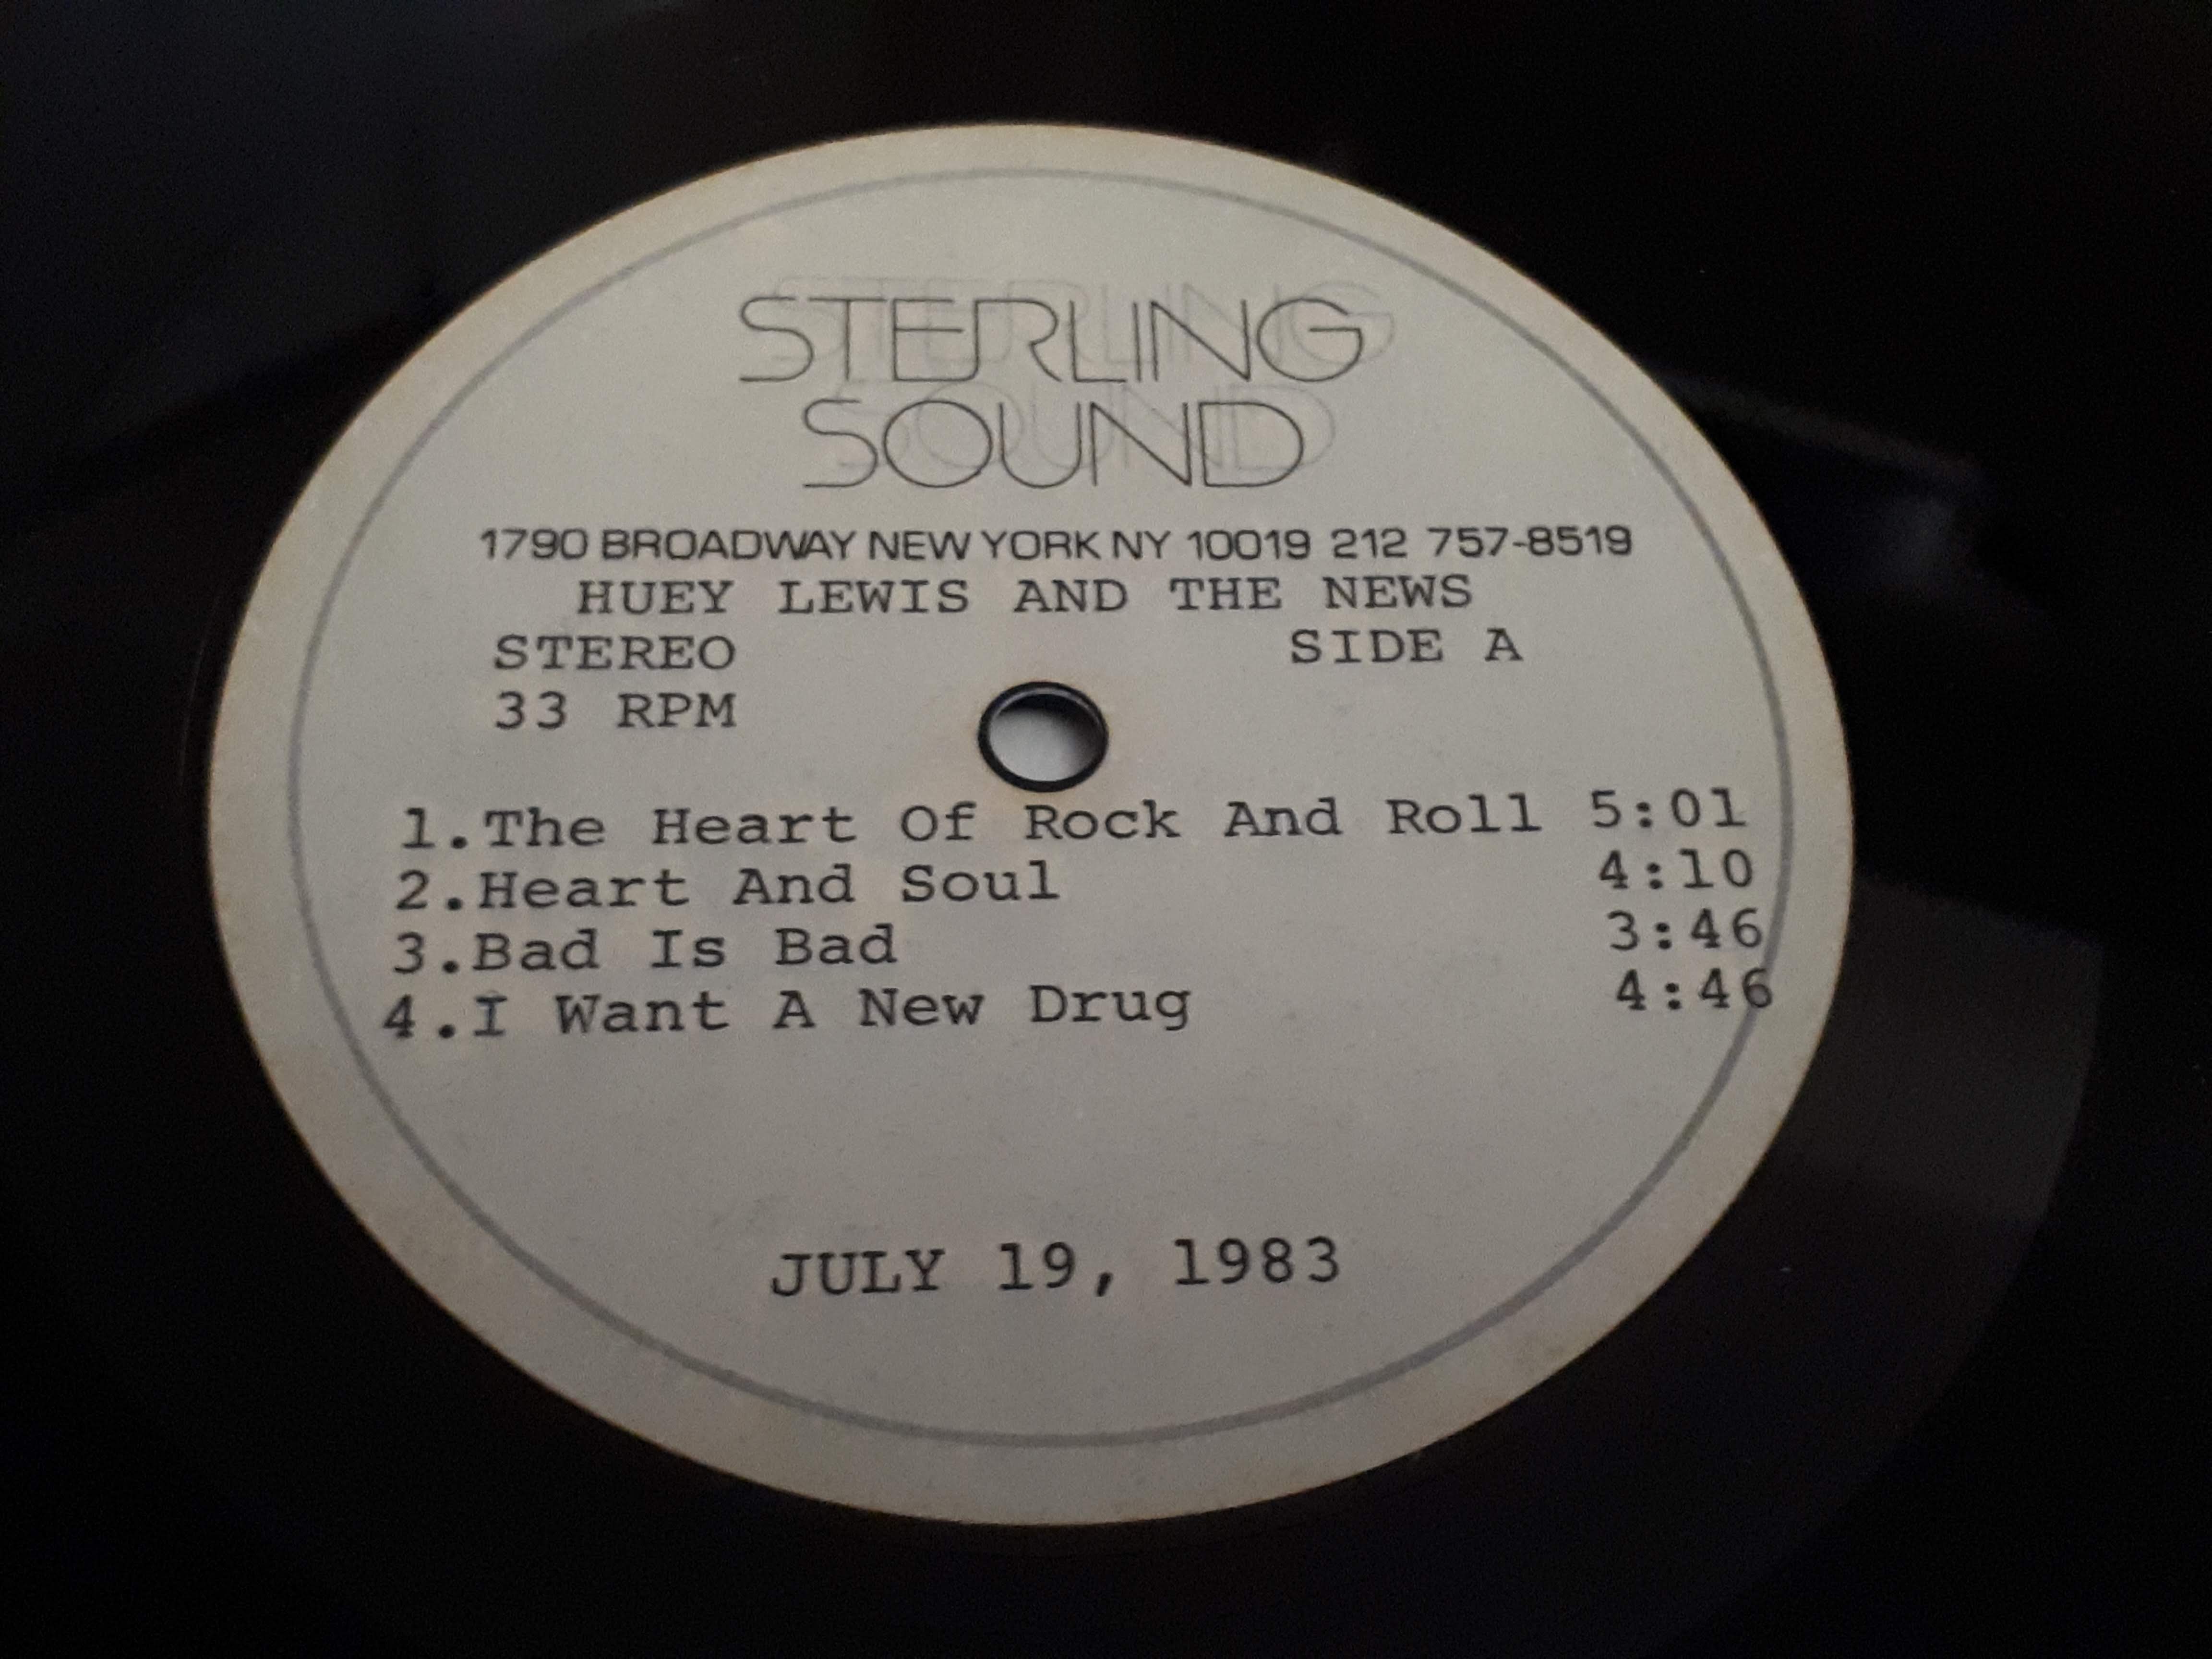 STERLING
SOUND
1790 BROADWAY NEW YORK NY 10019 212 757-8519
HUEY LEWIS AND THE NEWS
STEREO SIDE A
33 RPM
1.The Heart Of Rock And Roll 5:01
2.Heart And Soul 4:10
3.Bad Is Bad 3:46
4.I Want A New Drug 4:46
JULY 19, 1983